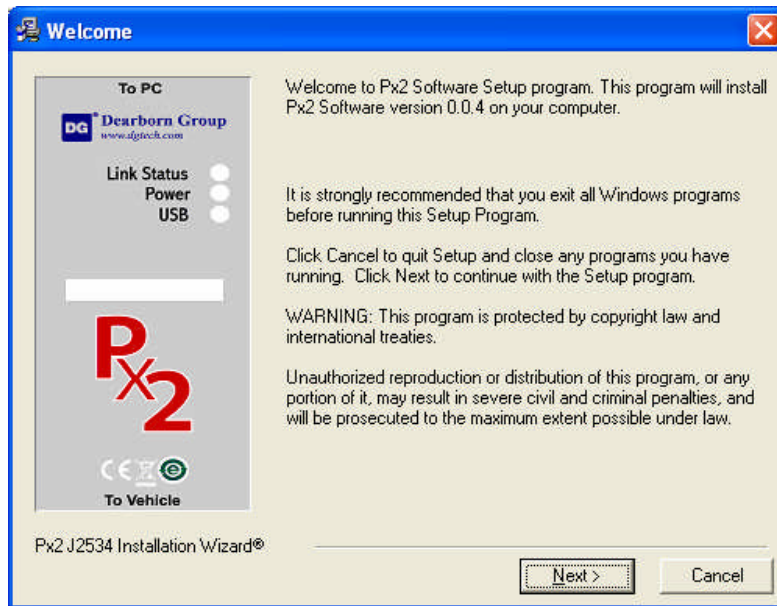 Welcome
To PC
DG® Dearborn Group
www.dgtech.com
Link Status
Power
USB
Px2
CE e
To Vehicle
Welcome to Px2 Software Setup program. This program will install
Px2 Software version 0.0.4 on your computer.
It is strongly recommended that you exit all Windows programs
before running this Setup Program.
Click Cancel to quit Setup and close any programs you have
running. Click Next to continue with the Setup program.
WARNING: This program is protected by copyright law and
international treaties.
Unauthorized reproduction or distribution of this program, or any
portion of it, may result in severe civil and criminal penalties, and
will be prosecuted to the maximum extent possible under law.
Px2 J2534 Installation Wizard®
Next >
Cancel